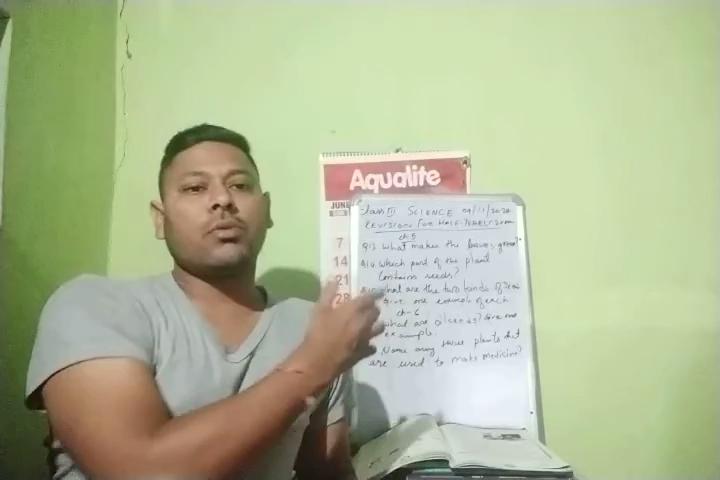 Aqualite
JUNE
7
14
21
28
Class III SCIENCE 09/11/2020
REVISION FOR HALF YEARLY EXAM
ch-5
Q13 What makes the leaves green?
Q14. Which part of the plant
contains seeds?
What are the two kinds of
Give one example of each
ch-6
What are oilseeds? Give one
example.
Name any three plants that
are used to make medicine?